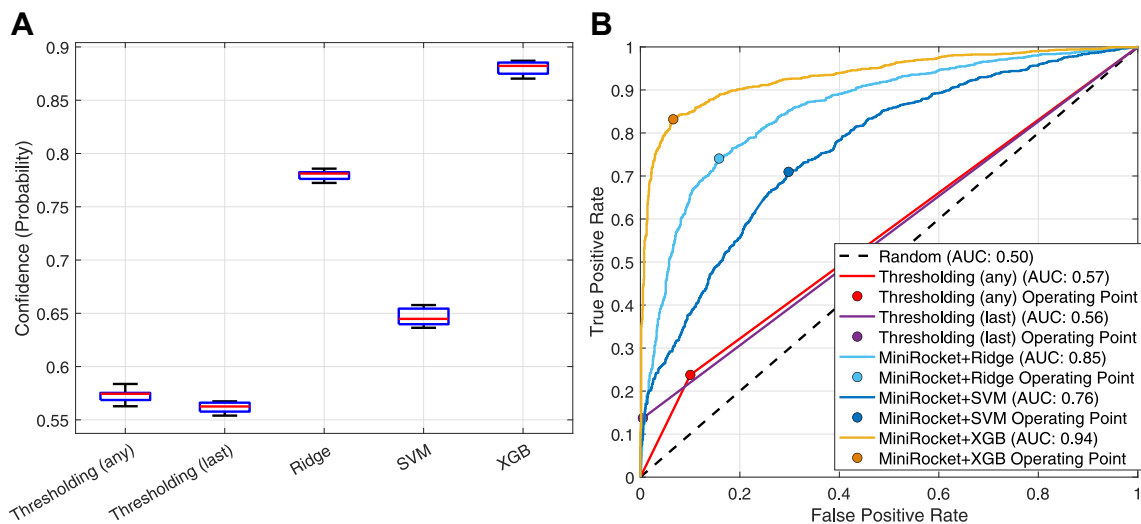 A
Confidence (Probability)
0.9
0.85
0.8
0.75
0.7
0.65
0.6
0.55
Thresholding (any)
Thresholding (last)
Ridge
SVM
XGB
B
True Positive Rate
1
0.9
0.8
0.7
0.6
0.5
0.4
0.3
0.2
0.1
0
0
0.2
0.4
0.6
0.8
1
False Positive Rate
Random (AUC: 0.50)
Thresholding (any) (AUC: 0.57)
Thresholding (any) Operating Point
Thresholding (last) (AUC: 0.56)
Thresholding (last) Operating Point
MiniRocket+Ridge (AUC: 0.85)
MiniRocket+Ridge Operating Point
MiniRocket+SVM (AUC: 0.76)
MiniRocket+SVM Operating Point
MiniRocket+XGB (AUC: 0.94)
MiniRocket+XGB Operating Point